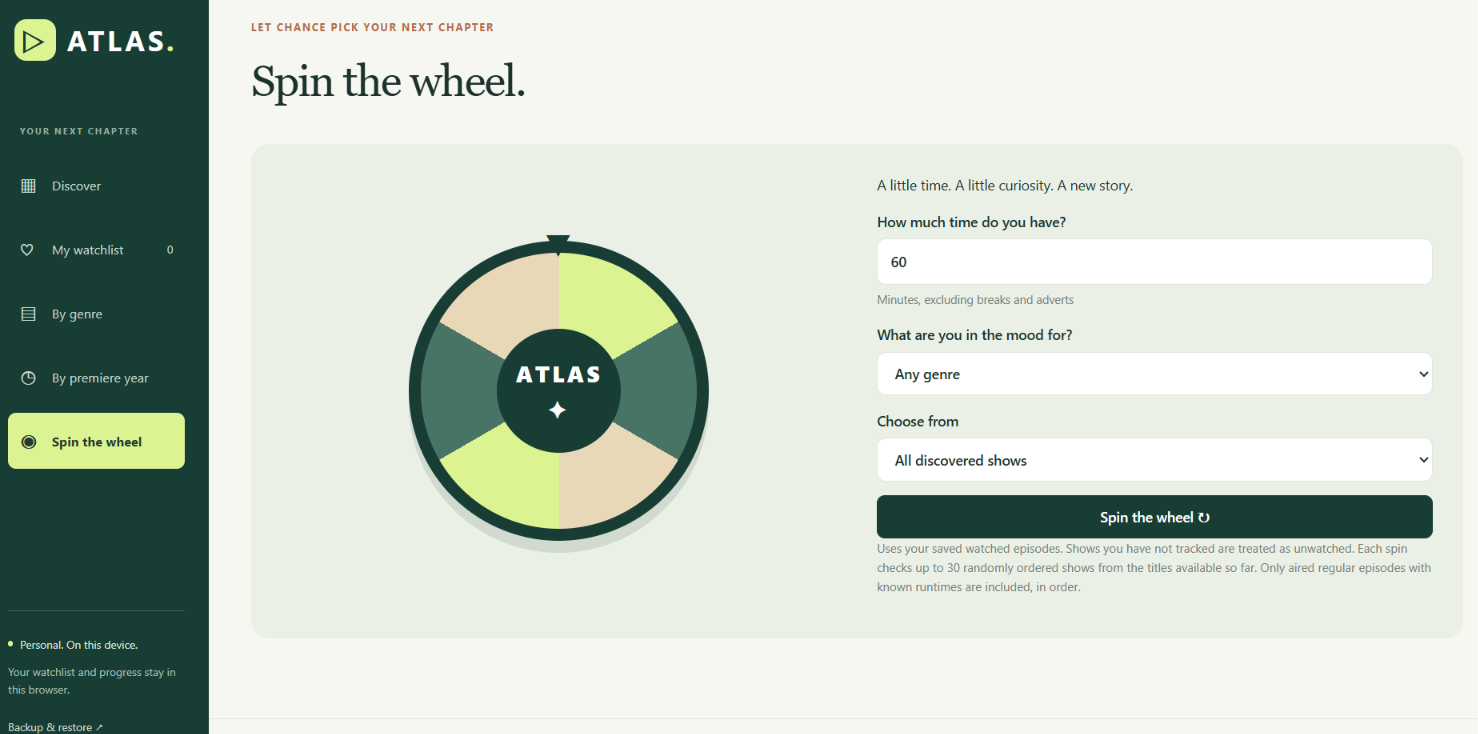 ATLAS.
YOUR NEXT CHAPTER
Discover
My watchlist 0
By genre
By premiere year
Spin the wheel
Personal. On this device.
Your watchlist and progress stay in
this browser.
Backup & restore ↗
LET CHANCE PICK YOUR NEXT CHAPTER
Spin the wheel.
ATLAS
A little time. A little curiosity. A new story.
How much time do you have?
60
Minutes, excluding breaks and adverts
What are you in the mood for?
Any genre
Choose from
All discovered shows
Spin the wheel ↻
Uses your saved watched episodes. Shows you have not tracked are treated as unwatched. Each spin
checks up to 30 randomly ordered shows from the titles available so far. Only aired regular episodes with
known runtimes are included, in order.